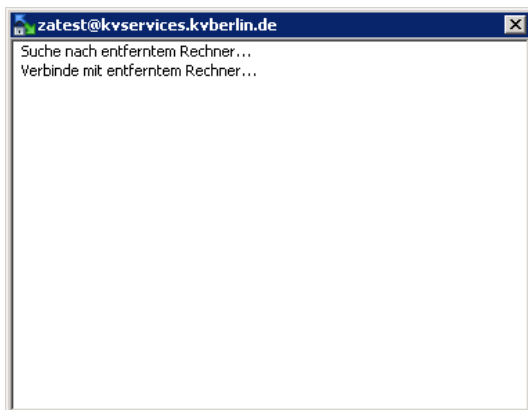 zatest@kvservices.kvberlin.de
Suche nach entferntem Rechner...
Verbinde mit entferntem Rechner...